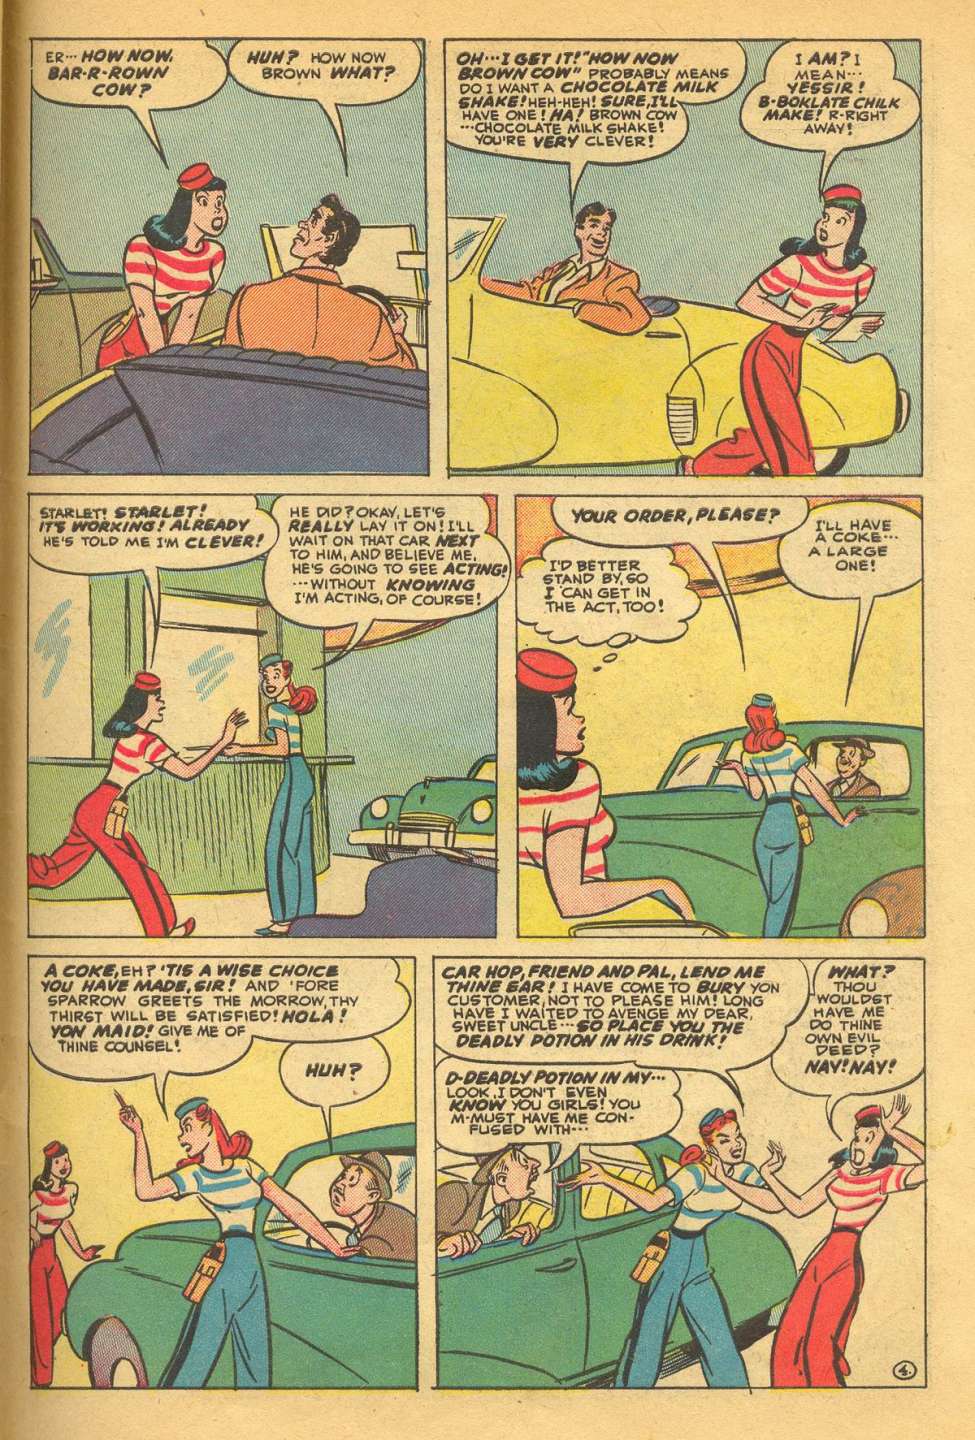 ER... HOW NOW,
BAR-R-ROWN
COW?
HUH? HOW NOW
BROWN WHAT?
OH...I GET IT! "HOW NOW
BROWN COW" PROBABLY MEANS
DO I WANT A CHOCOLATE MILK
SHAKE! HEH-HEH! SURE, I'LL
HAVE ONE! HA! BROWN COW
...CHOCOLATE MILK SHAKE!
YOU'RE VERY CLEVER!
I AM? I
MEAN...
YESSIR!
B-BOKLATE CHILK
MAKE! R-RIGHT
AWAY!
STARLET! STARLET!
IT'S WORKING! ALREADY
HE'S TOLD ME I'M CLEVER!
HE DID? OKAY, LET'S
REALLY LAY IT ON! I'LL
WAIT ON THAT CAR NEXT
TO HIM, AND BELIEVE ME,
HE'S GOING TO SEE ACTING!
...WITHOUT KNOWING
I'M ACTING, OF COURSE!
YOUR ORDER, PLEASE?
I'LL HAVE
A COKE...
A LARGE
ONE!
I'D BETTER
STAND BY, SO
I CAN GET IN
THE ACT, TOO!
A COKE, EH? 'TIS A WISE CHOICE
YOU HAVE MADE, SIR! AND 'FORE
SPARROW GREETS THE MORROW, THY
THIRST WILL BE SATISFIED! HOLA!
YON MAID! GIVE ME OF
THINE COUNSEL!
HUH?
CAR HOP, FRIEND AND PAL, LEND ME
THINE EAR! I HAVE COME TO BURY YON
CUSTOMER, NOT TO PLEASE HIM! LONG
HAVE I WAITED TO AVENGE MY DEAR,
SWEET UNCLE... SO PLACE YOU THE
DEADLY POTION IN HIS DRINK!
WHAT?
THOU
WOULDST
HAVE ME
DO THINE
OWN EVIL
DEED?
NAY! NAY!
D-DEADLY POTION IN MY...
LOOK, I DON'T EVEN
KNOW YOU GIRLS! YOU
M-MUST HAVE ME CON-
FUSED WITH...
4.